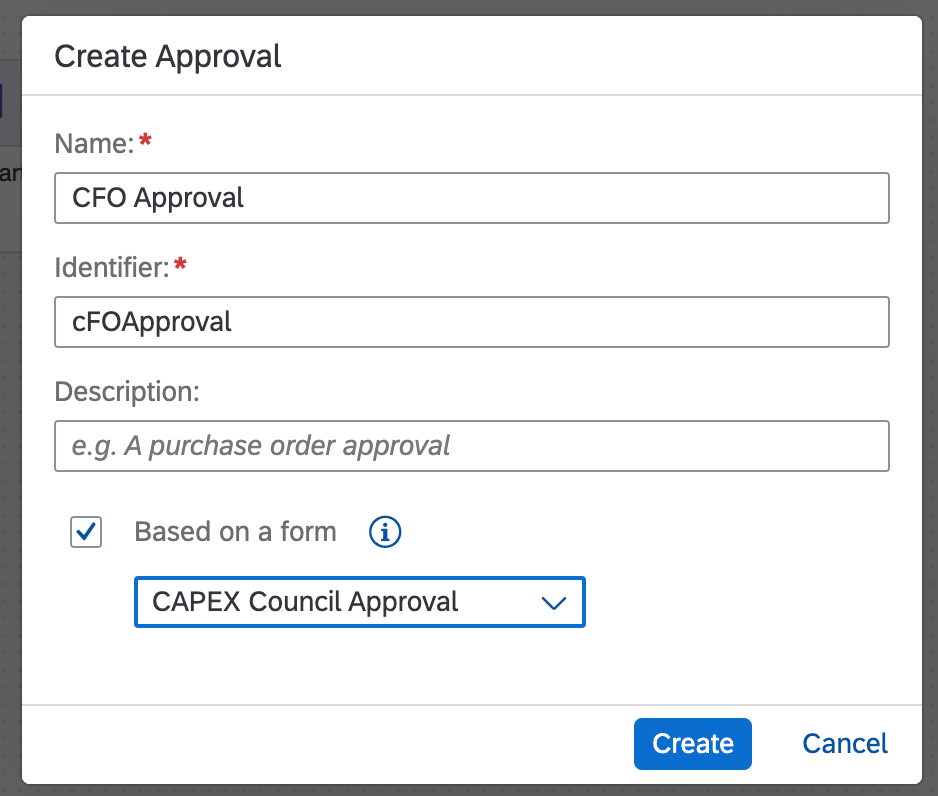 Create Approval
ar
Name: *
CFO Approval
Identifier: *
cFOApproval
Description:
e.g. A purchase order approval
Based on a form
CAPEX Council Approval
Create Cancel